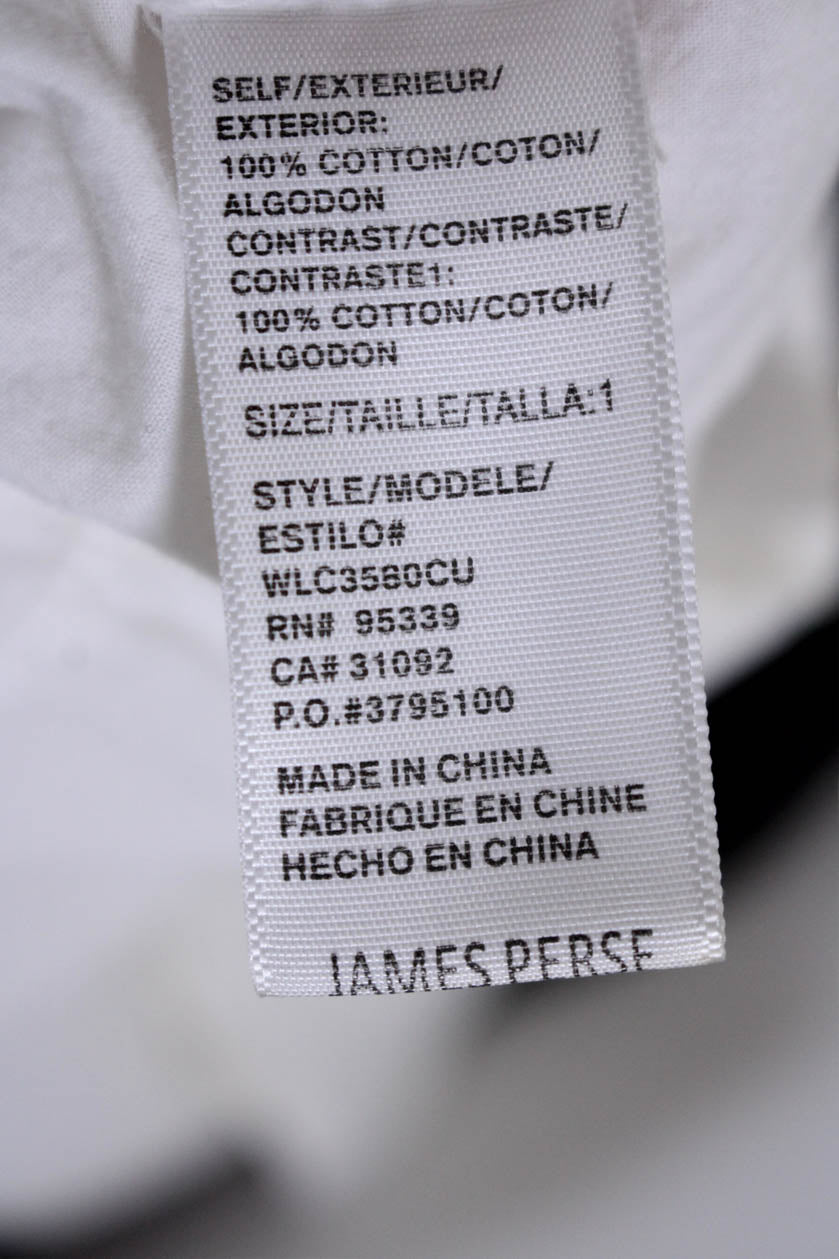 SELF/EXTERIEUR/
EXTERIOR:
100% COTTON/COTON/
ALGODON
CONTRAST/CONTRASTE/
CONTRASTE1:
100% COTTON/COTON/
ALGODON
SIZE/TAILLE/TALLA:1
STYLE/MODELE/
ESTILO#
WLC3580CU
RN# 95339
CA# 31092
P.O.#3795100
MADE IN CHINA
FABRIQUE EN CHINE
HECHO EN CHINA
JAMES PERSE